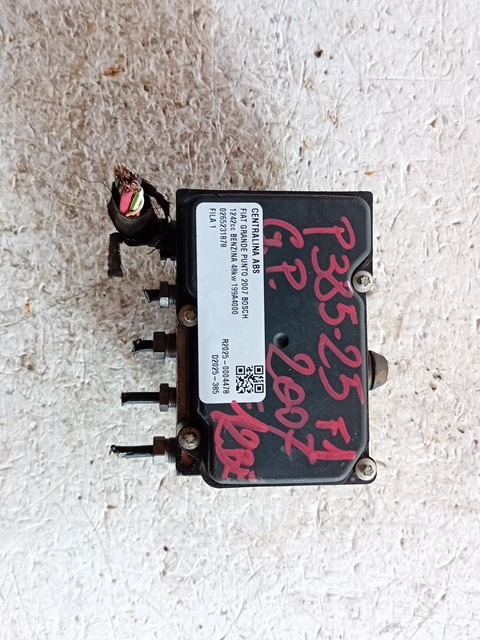 CENTRALINA ABS
FIAT GRANDE PUNTO 2007 BOSCH
1242cc BENZINA 48kw 199A4000
0265231878
FILA 1
R2025-0004478
D2025-385
P385-25 F1
G.P. 2007